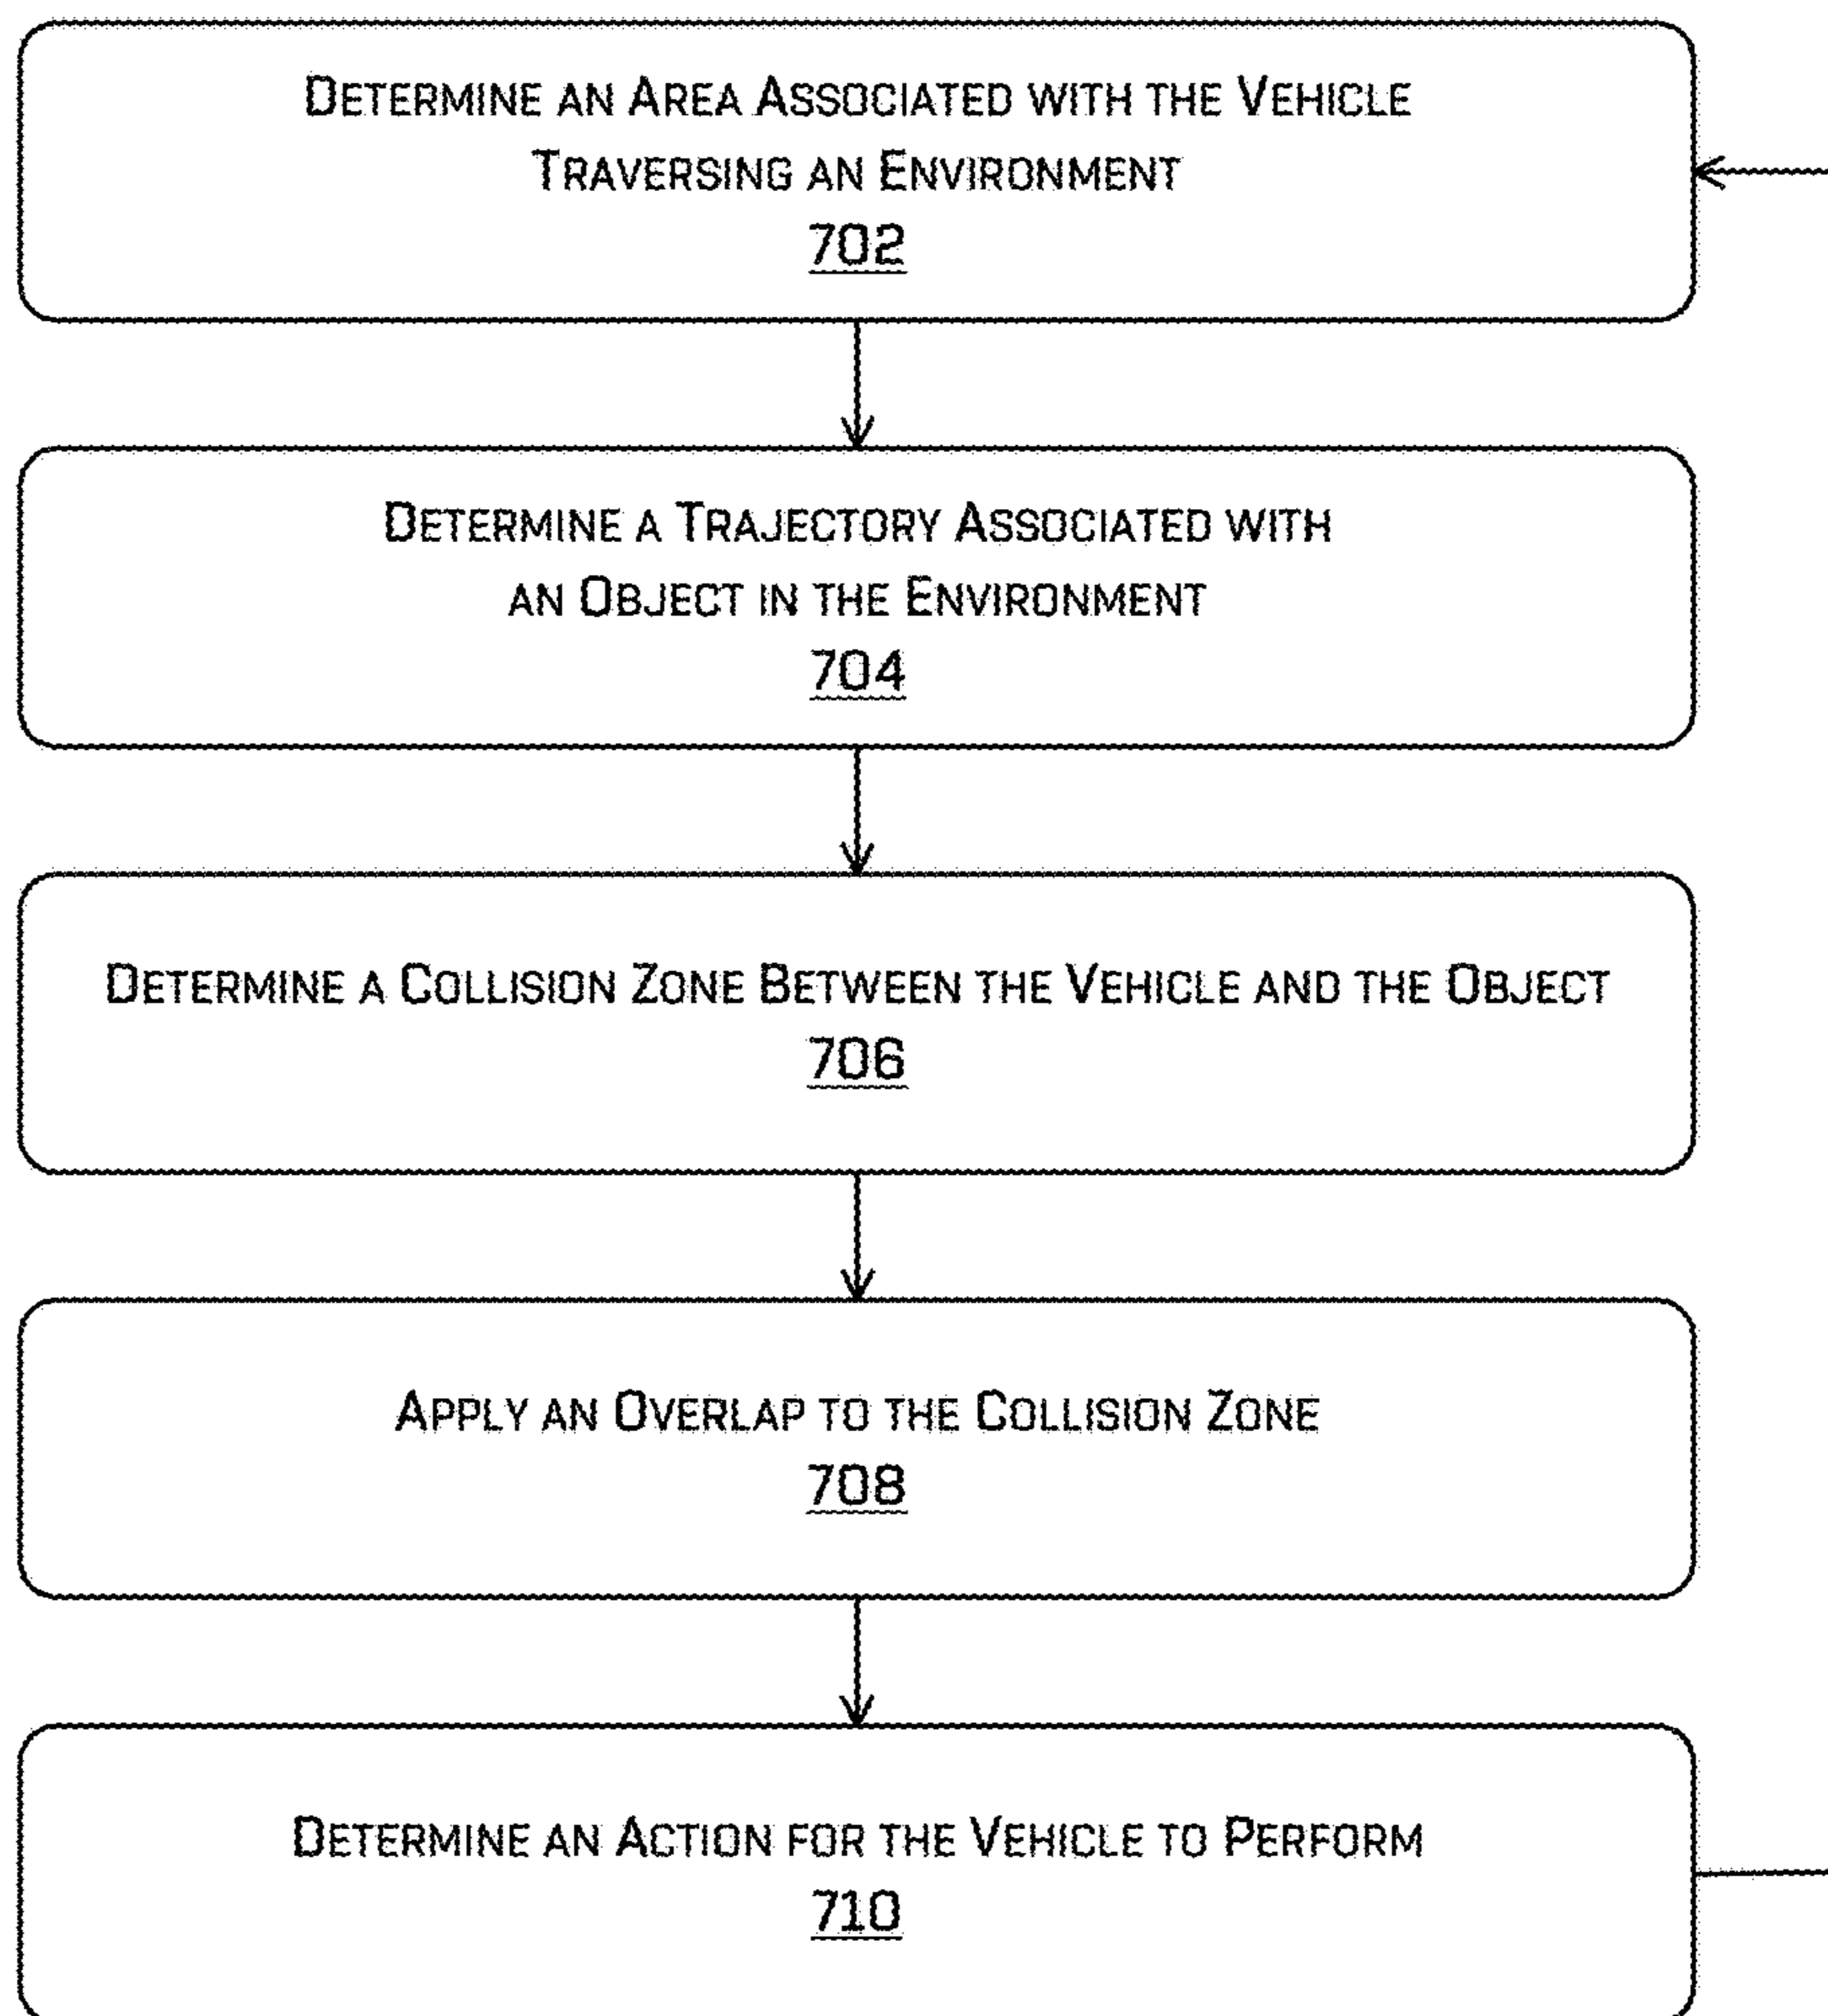 Determine an Area Associated with the Vehicle
Traversing an Environment
702
Determine a Trajectory Associated with
an Object in the Environment
704
Determine a Collision Zone Between the Vehicle and the Object
706
Apply an Overlap to the Collision Zone
708
Determine an Action for the Vehicle to Perform
710